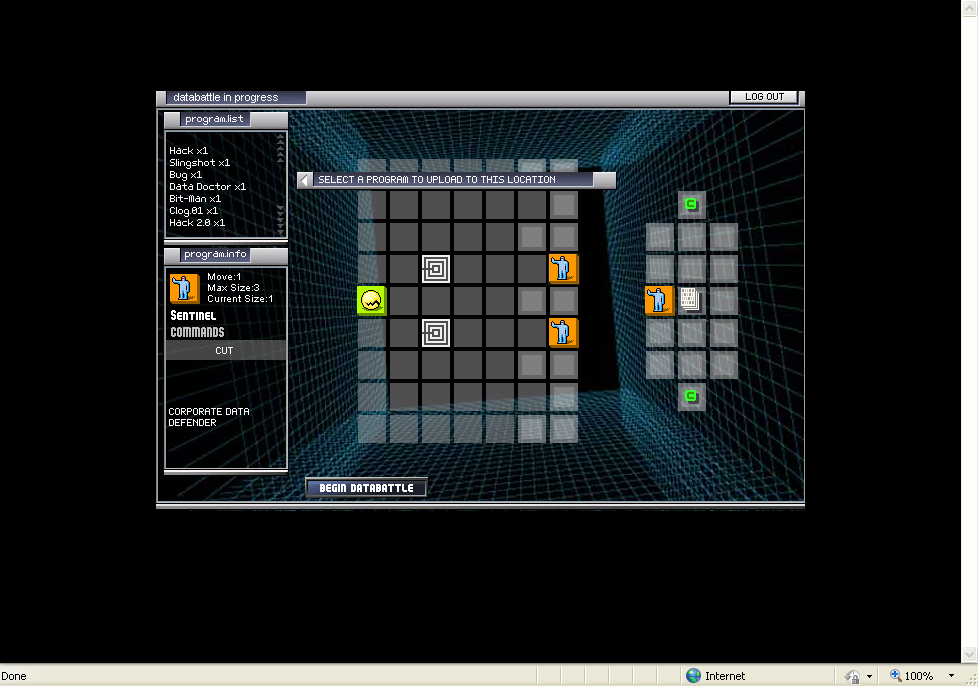 databattle in progress
LOG OUT
program.list
Hack x1
Slingshot x1
Bug x1
Data Doctor x1
Bit-Man x1
Clog.01 x1
Hack 2.0 x1
SELECT A PROGRAM TO UPLOAD TO THIS LOCATION
program.info
Move:1
Max Size:3
Current Size:1
SENTINEL
COMMANDS
CUT
CORPORATE DATA
DEFENDER
BEGIN DATABATTLE
Done
Internet
100%